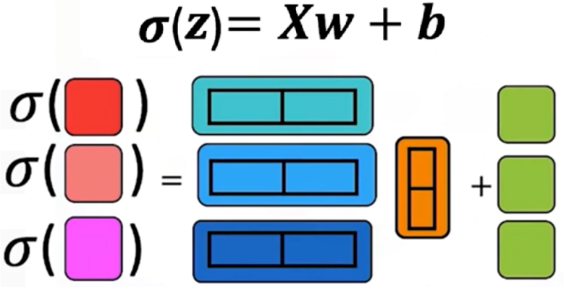 σ(z)= Xw + b
σ( )
σ( ) = +
σ( )